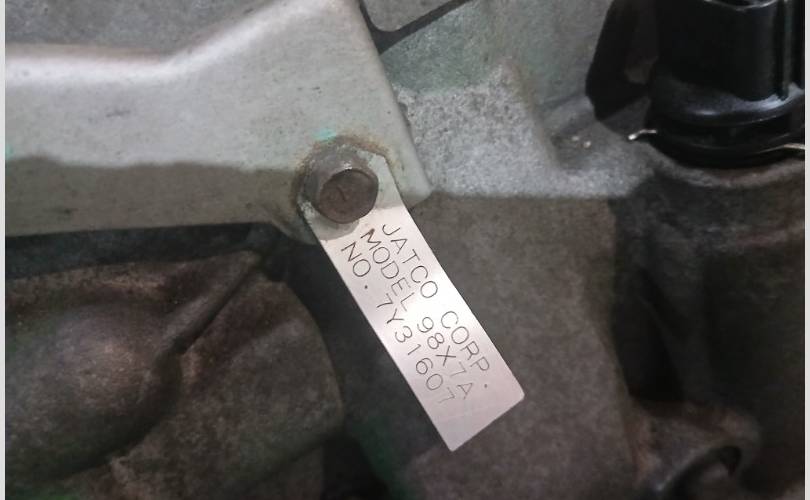 JATCO CORP.
MODEL 98X7A
NO. 7Y31607